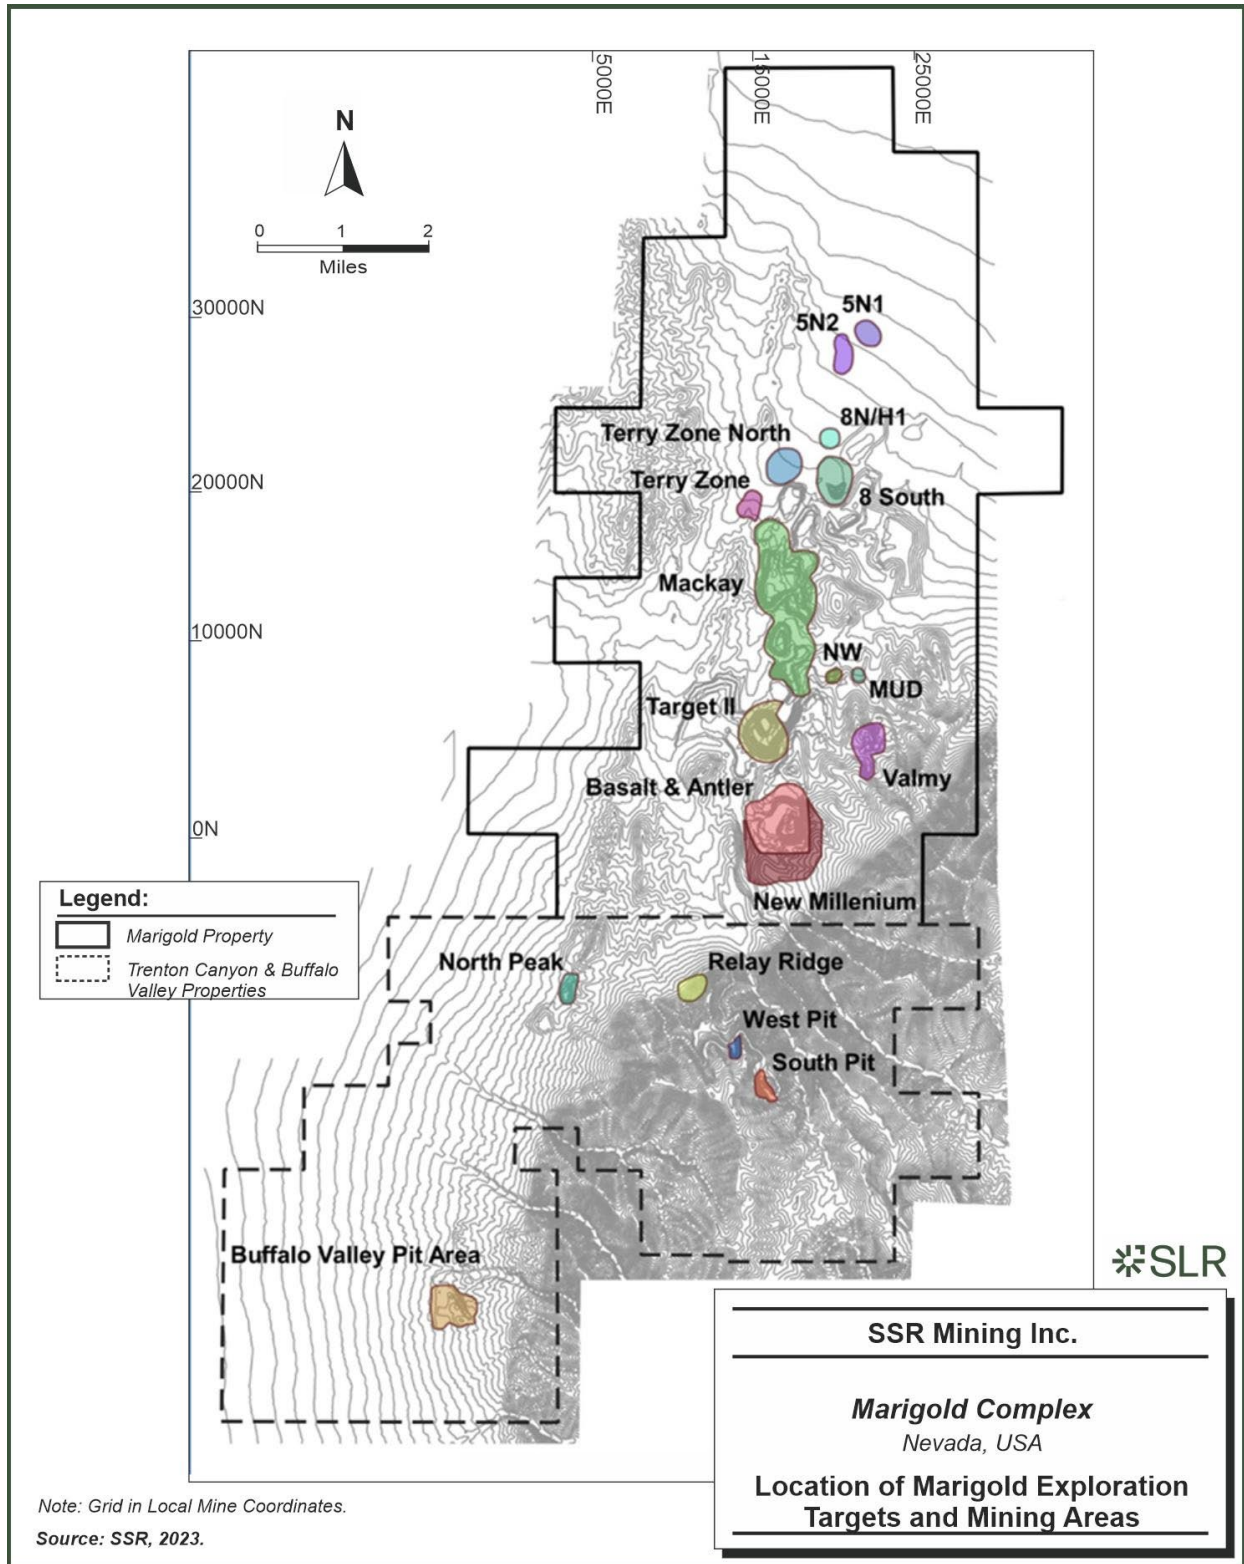 5000E
15000E
25000E
N
0 1 2
Miles
30000N
5N1
5N2
8N/H1
Terry Zone North
20000N
Terry Zone
8 South
Mackay
10000N
NW
MUD
Target II
Valmy
Basalt & Antler
0N
New Millenium
Legend:
Marigold Property
Trenton Canyon & Buffalo
Valley Properties
North Peak
Relay Ridge
West Pit
South Pit
Buffalo Valley Pit Area
SLR
SSR Mining Inc.
Marigold Complex
Nevada, USA
Location of Marigold Exploration
Targets and Mining Areas
Note: Grid in Local Mine Coordinates.
Source: SSR, 2023.